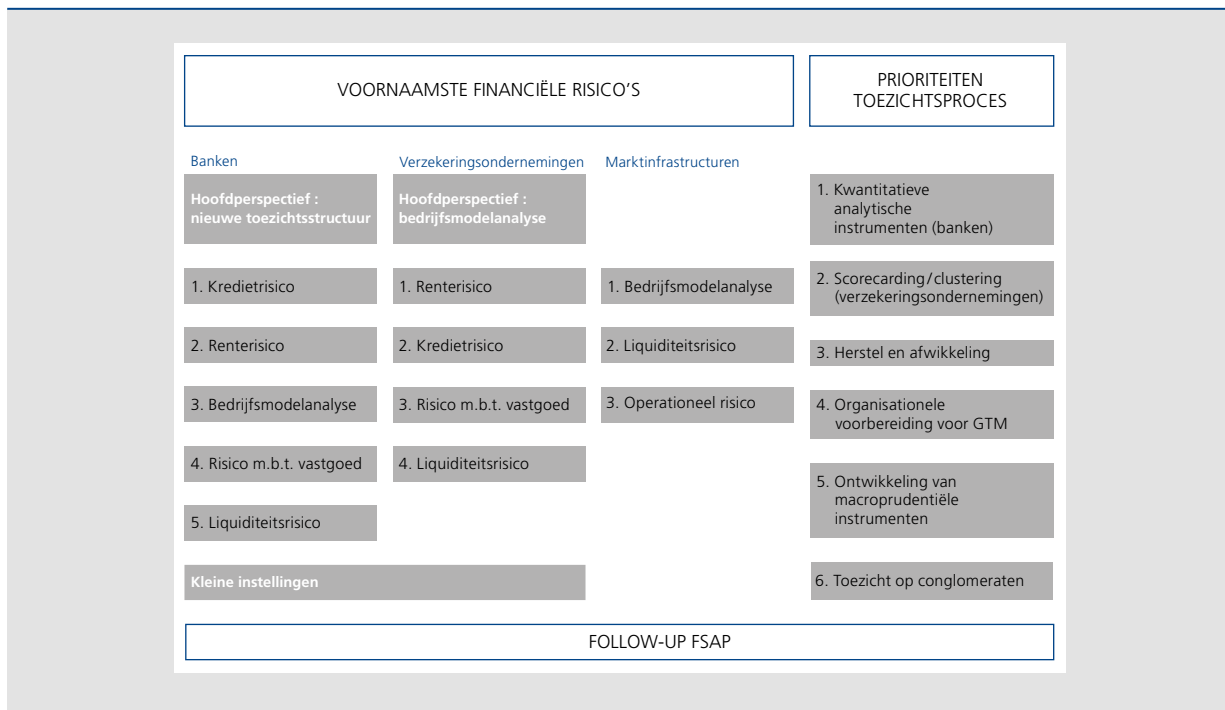 VOORNAAMSTE FINANCIËLE RISICO’S
PRIORITEITEN
TOEZICHTSPROCES
Banken
Hoofdperspectief :
nieuwe toezichtsstructuur
1. Kredietrisico
2. Renterisico
3. Bedrijfsmodelanalyse
4. Risico m.b.t. vastgoed
5. Liquiditeitsrisico
Verzekeringsondernemingen
Hoofdperspectief :
bedrijfsmodelanalyse
1. Renterisico
2. Kredietrisico
3. Risico m.b.t. vastgoed
4. Liquiditeitsrisico
Kleine instellingen
Marktinfrastructuren
1. Bedrijfsmodelanalyse
2. Liquiditeitsrisico
3. Operationeel risico
1. Kwantitatieve
analytische
instrumenten (banken)
2. Scorecarding / clustering
(verzekeringsondernemingen)
3. Herstel en afwikkeling
4. Organisationele
voorbereiding voor GTM
5. Ontwikkeling van
macroprudentiële
instrumenten
6. Toezicht op conglomeraten
FOLLOW-UP FSAP